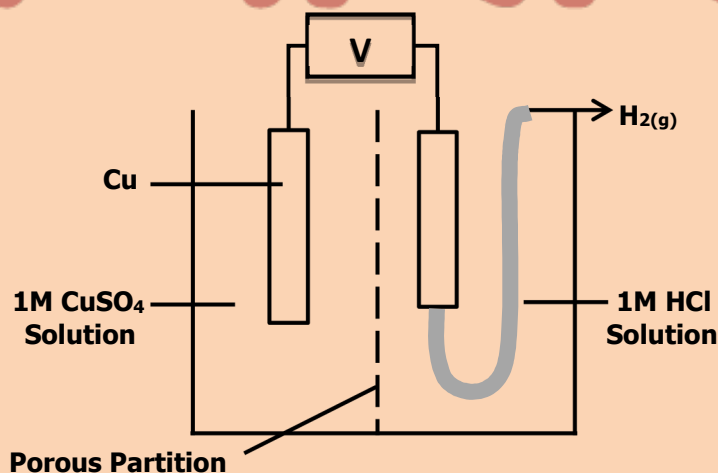 V
H₂(g)
Cu
1M CuSO₄
Solution
1M HCl
Solution
Porous Partition